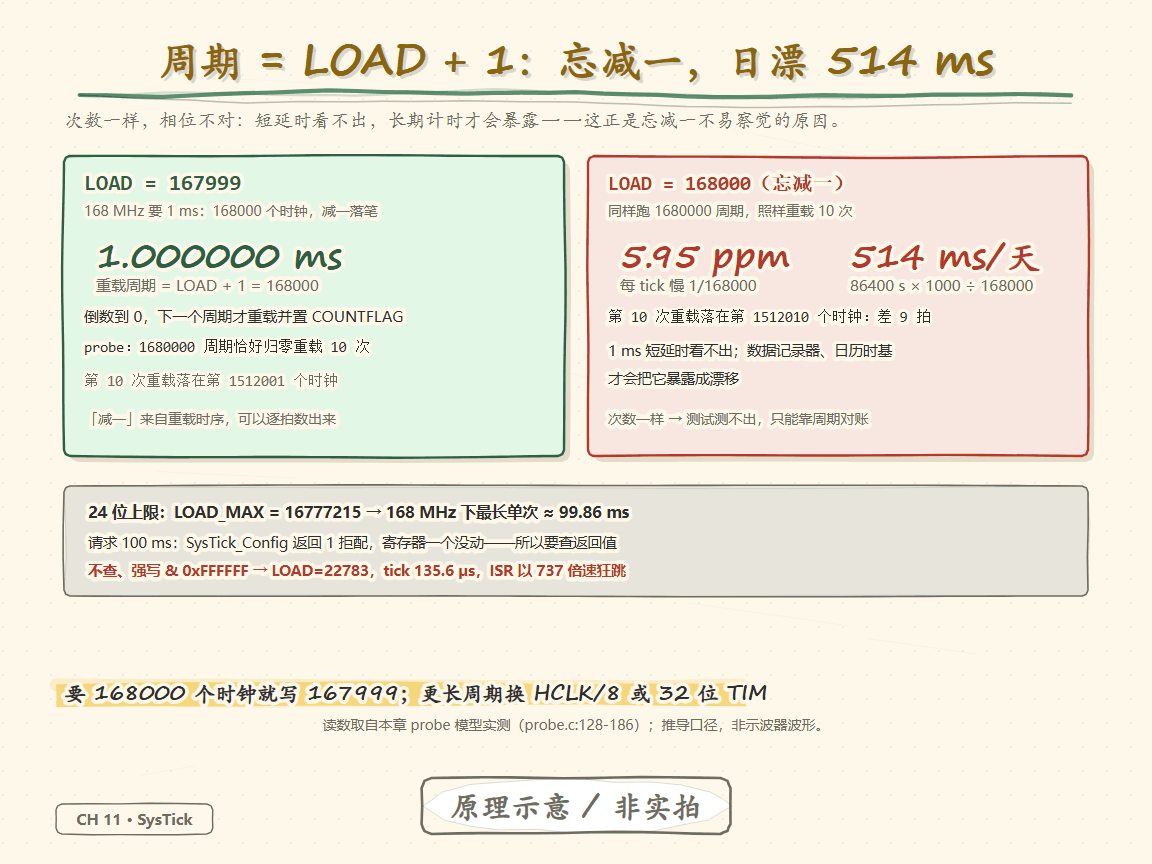 周期 = LOAD + 1：忘减一，日漂 514 ms
次数一样，相位不对：短延时看不出，长期计时才会暴露——这正是忘减一不易察觉的原因。
LOAD = 167999
168 MHz 要 1 ms：168000 个时钟，减一落笔
1.000000 ms
重载周期 = LOAD + 1 = 168000
倒数到 0，下一个周期才重载并置 COUNTFLAG
probe：1680000 周期恰好归零重载 10 次
第 10 次重载落在第 1512001 个时钟
「减一」来自重载时序，可以逐拍数出来
LOAD = 168000（忘减一）
同样跑 1680000 周期，照样重载 10 次
5.95 ppm
每 tick 慢 1/168000
514 ms/天
86400 s × 1000 ÷ 168000
第 10 次重载落在第 1512010 个时钟：差 9 拍
1 ms 短延时看不出；数据记录器、日历时基
才会把它暴露成漂移
次数一样 → 测试测不出，只能靠周期对账
24 位上限：LOAD_MAX = 16777215 → 168 MHz 下最长单次 ≈ 99.86 ms
请求 100 ms：SysTick_Config 返回 1 拒配，寄存器一个没动——所以要查返回值
不查、强写 & 0xFFFFFF → LOAD=22783，tick 135.6 μs，ISR 以 737 倍速狂跳
要 168000 个时钟就写 167999；更长周期换 HCLK/8 或 32 位 TIM
读数取自本章 probe 模型实测（probe.c:128-186）；推导口径，非示波器波形。
原理示意 / 非实拍
CH 11 • SysTick